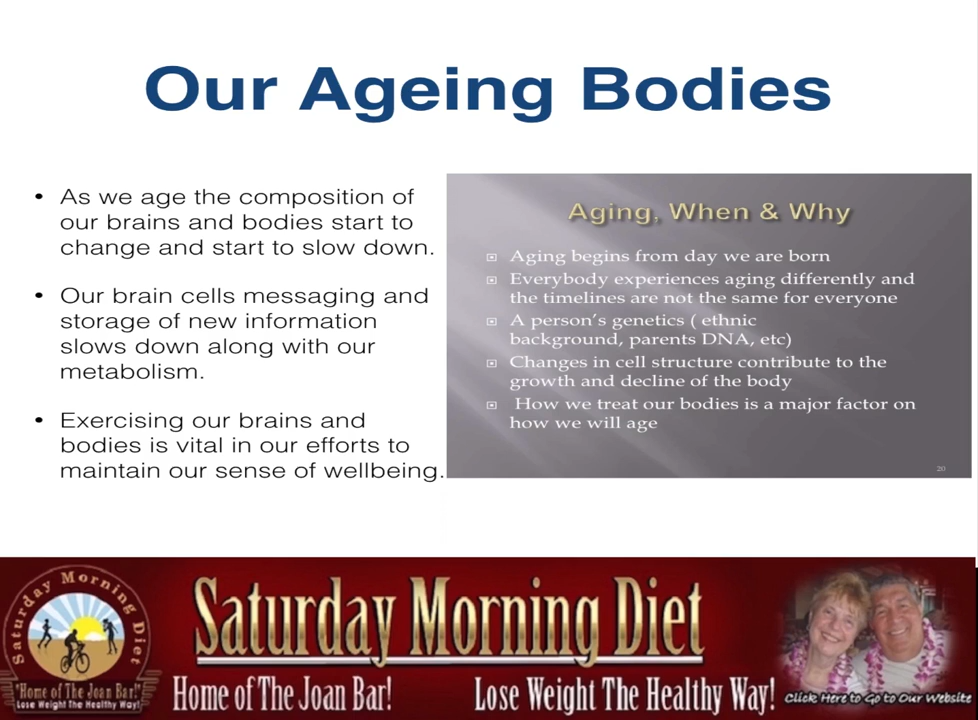 Our Ageing Bodies
• As we age the composition of
our brains and bodies start to
change and start to slow down.
• Our brain cells messaging and
storage of new information
slows down along with our
metabolism.
• Exercising our brains and
bodies is vital in our efforts to
maintain our sense of wellbeing.
Aging, When & Why
Aging begins from day we are born
Everybody experiences aging differently and
the timelines are not the same for everyone
A person's genetics ( ethnic
background, parents DNA, etc)
Changes in cell structure contribute to the
growth and decline of the body
How we treat our bodies is a major factor on
how we will age
20
Saturday Morning Diet
"Home of The Joan Bar!"
Lose Weight The Healthy Way!
Saturday Morning Diet
Home of The Joan Bar! Lose Weight The Healthy Way!
Click Here to Go to Our Website